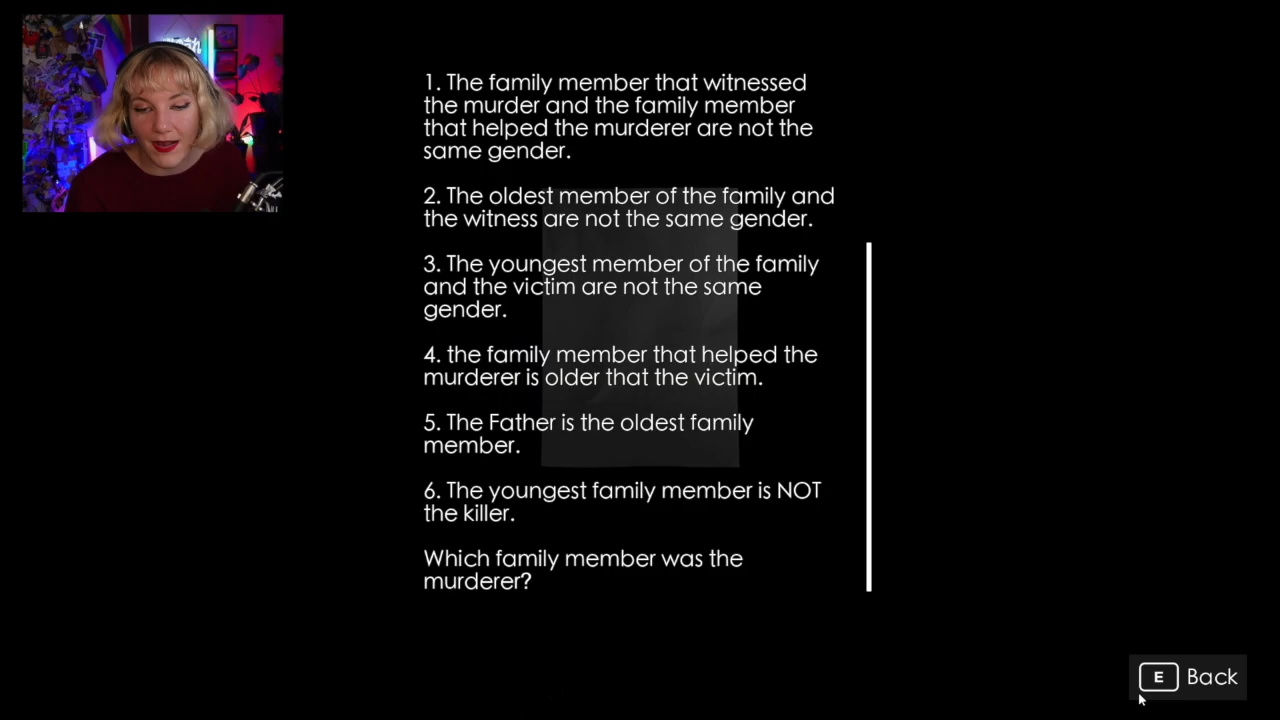 1. The family member that witnessed
the murder and the family member
that helped the murderer are not the
same gender.
2. The oldest member of the family and
the witness are not the same gender.
3. The youngest member of the family
and the victim are not the same
gender.
4. the family member that helped the
murderer is older that the victim.
5. The Father is the oldest family
member.
6. The youngest family member is NOT
the killer.
Which family member was the
murderer?
E Back